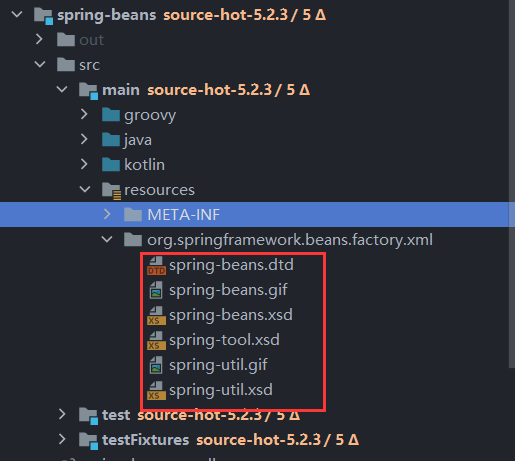 spring-beans source-hot-5.2.3 / 5 Δ
out
src
main source-hot-5.2.3 / 5 Δ
groovy
java
kotlin
resources
META-INF
org.springframework.beans.factory.xml
DTD spring-beans.dtd
spring-beans.gif
XS spring-beans.xsd
XS spring-tool.xsd
spring-util.gif
XS spring-util.xsd
test source-hot-5.2.3 / 5 Δ
testFixtures source-hot-5.2.3 / 5 Δ